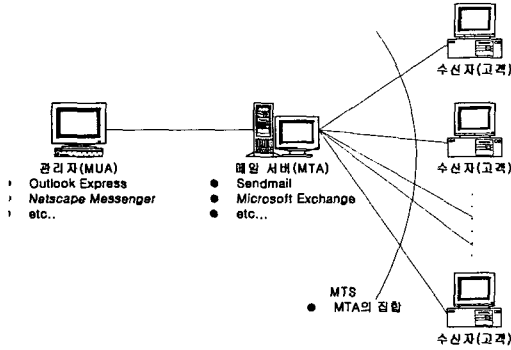 수신자(고객)
수신자(고객)
관리자(MUA)
Outlook Express
Netscape Messenger
etc..
메일 서버(MTA)
● Sendmail
● Microsoft Exchange
● etc...
MTS
● MTA의 집합
수신자(고객)